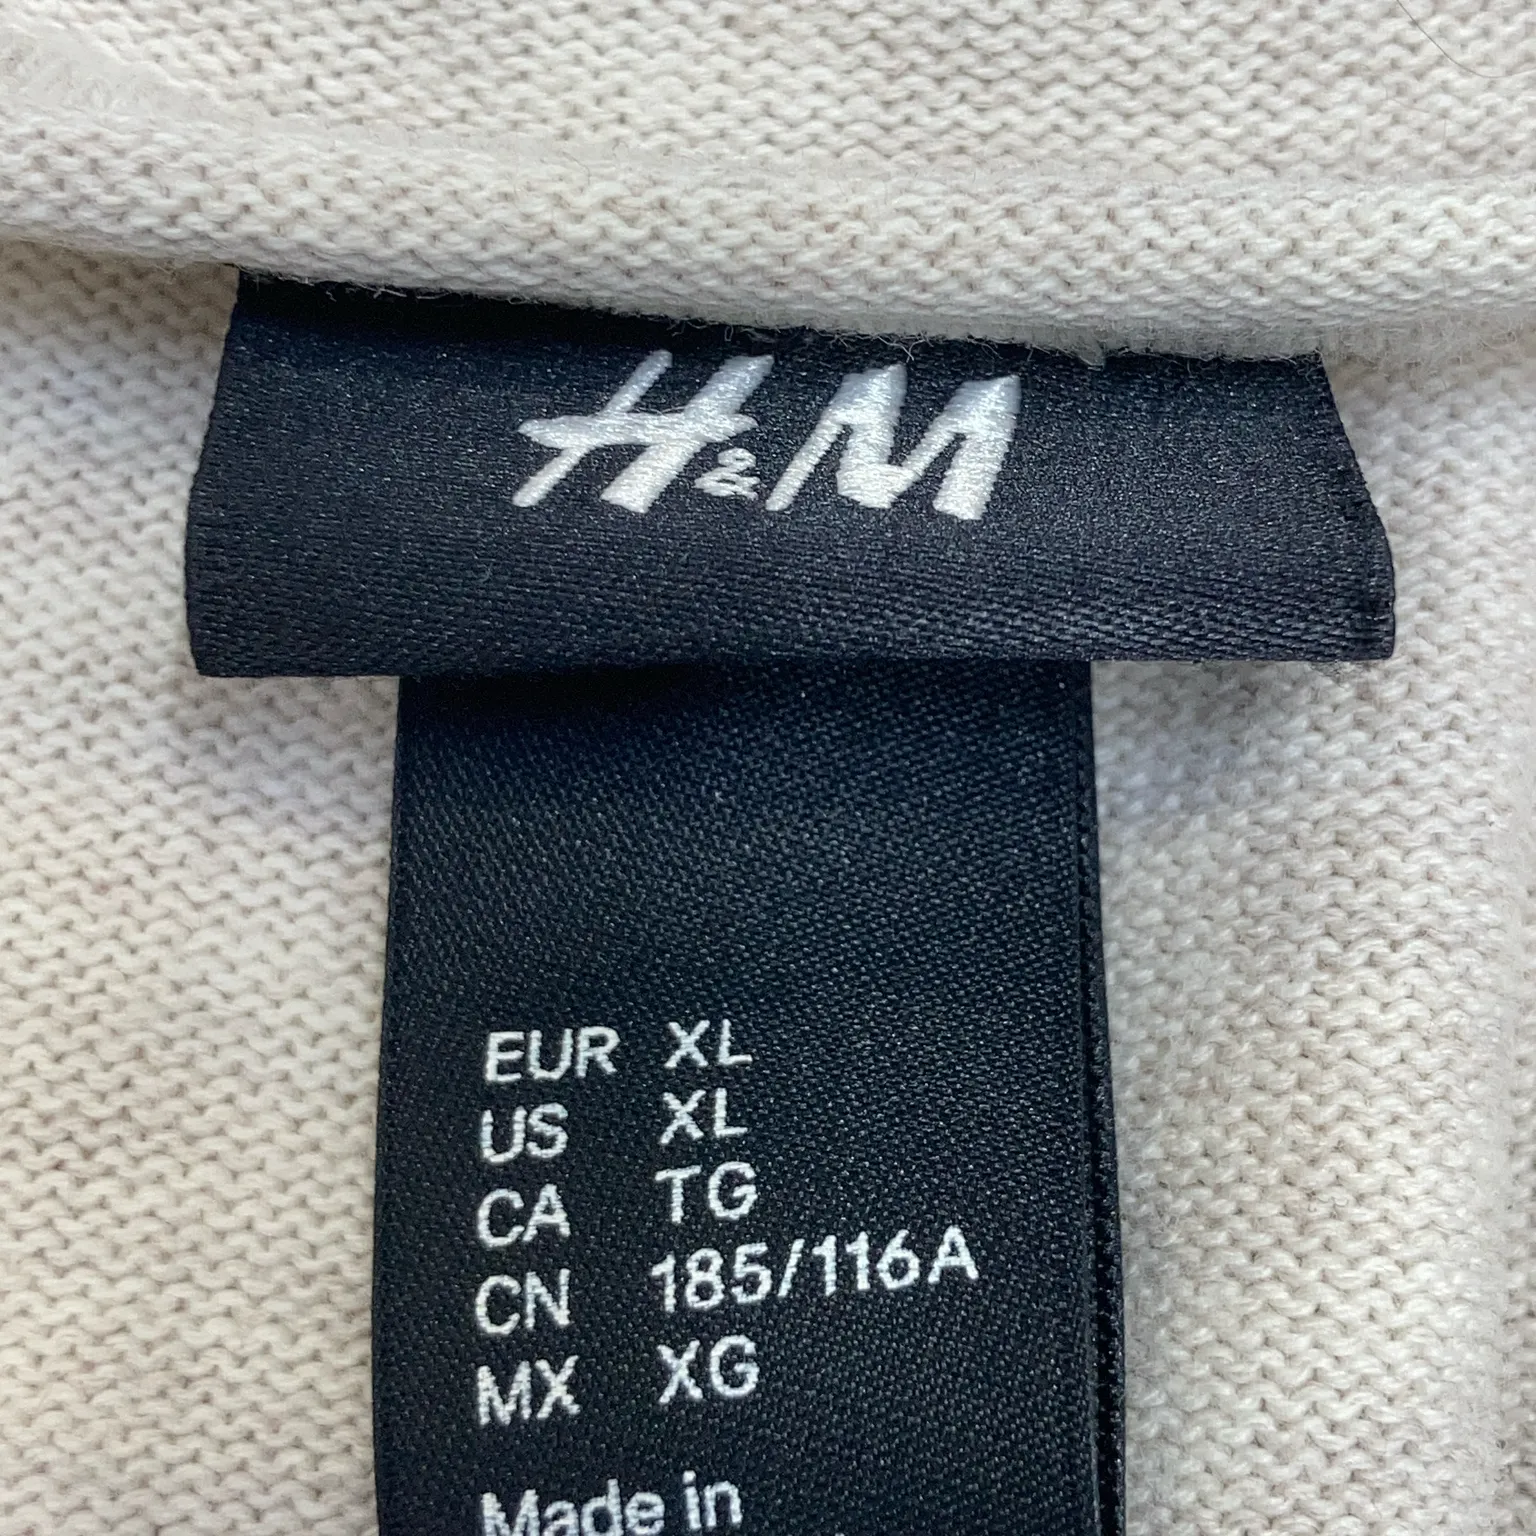 H&M
EUR XL
US XL
CA TG
CN 185/116A
MX XG
Made in